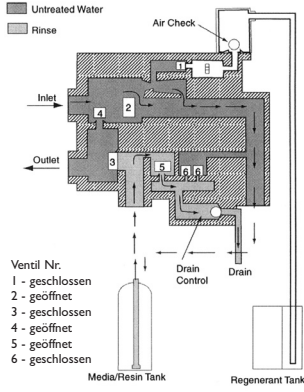 Untreated Water
Rinse
Air Check
1
Inlet
2
4
Outlet
3
5
6 6
Drain
Control
Drain
Ventil Nr.
1 - geschlossen
2 - geöffnet
3 - geschlossen
4 - geöffnet
5 - geöffnet
6 - geschlossen
Media/Resin Tank
Regenerant Tank